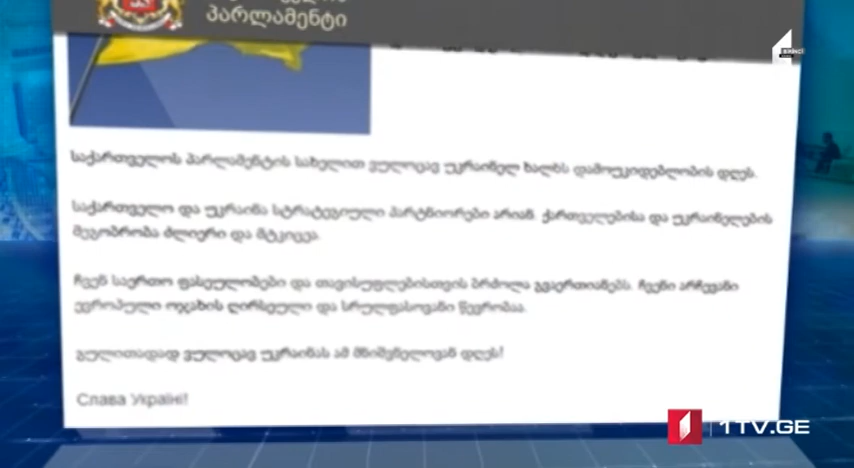 პარლამენტი
საქართველოს პარლამენტის სახელით ვულოცავ უკრაინელ ხალხს დამოუკიდებლობის დღეს.
საქართველო და უკრაინა სტრატეგიული პარტნიორები არიან. ქართველებისა და უკრაინელების
მეგობრობა ძლიერი და მტკიცეა.
ჩვენ საერთო ფასეულობები და თავისუფლებისთვის ბრძოლა გვაერთიანებს. ჩვენი არჩევანი
ევროპული ოჯახის ღირსეული და სრულფასოვანი წევრობაა.
გულითადად ვულოცავ უკრაინას ამ მნიშვნელოვან დღეს!
Слава Україні!
1TV.GE